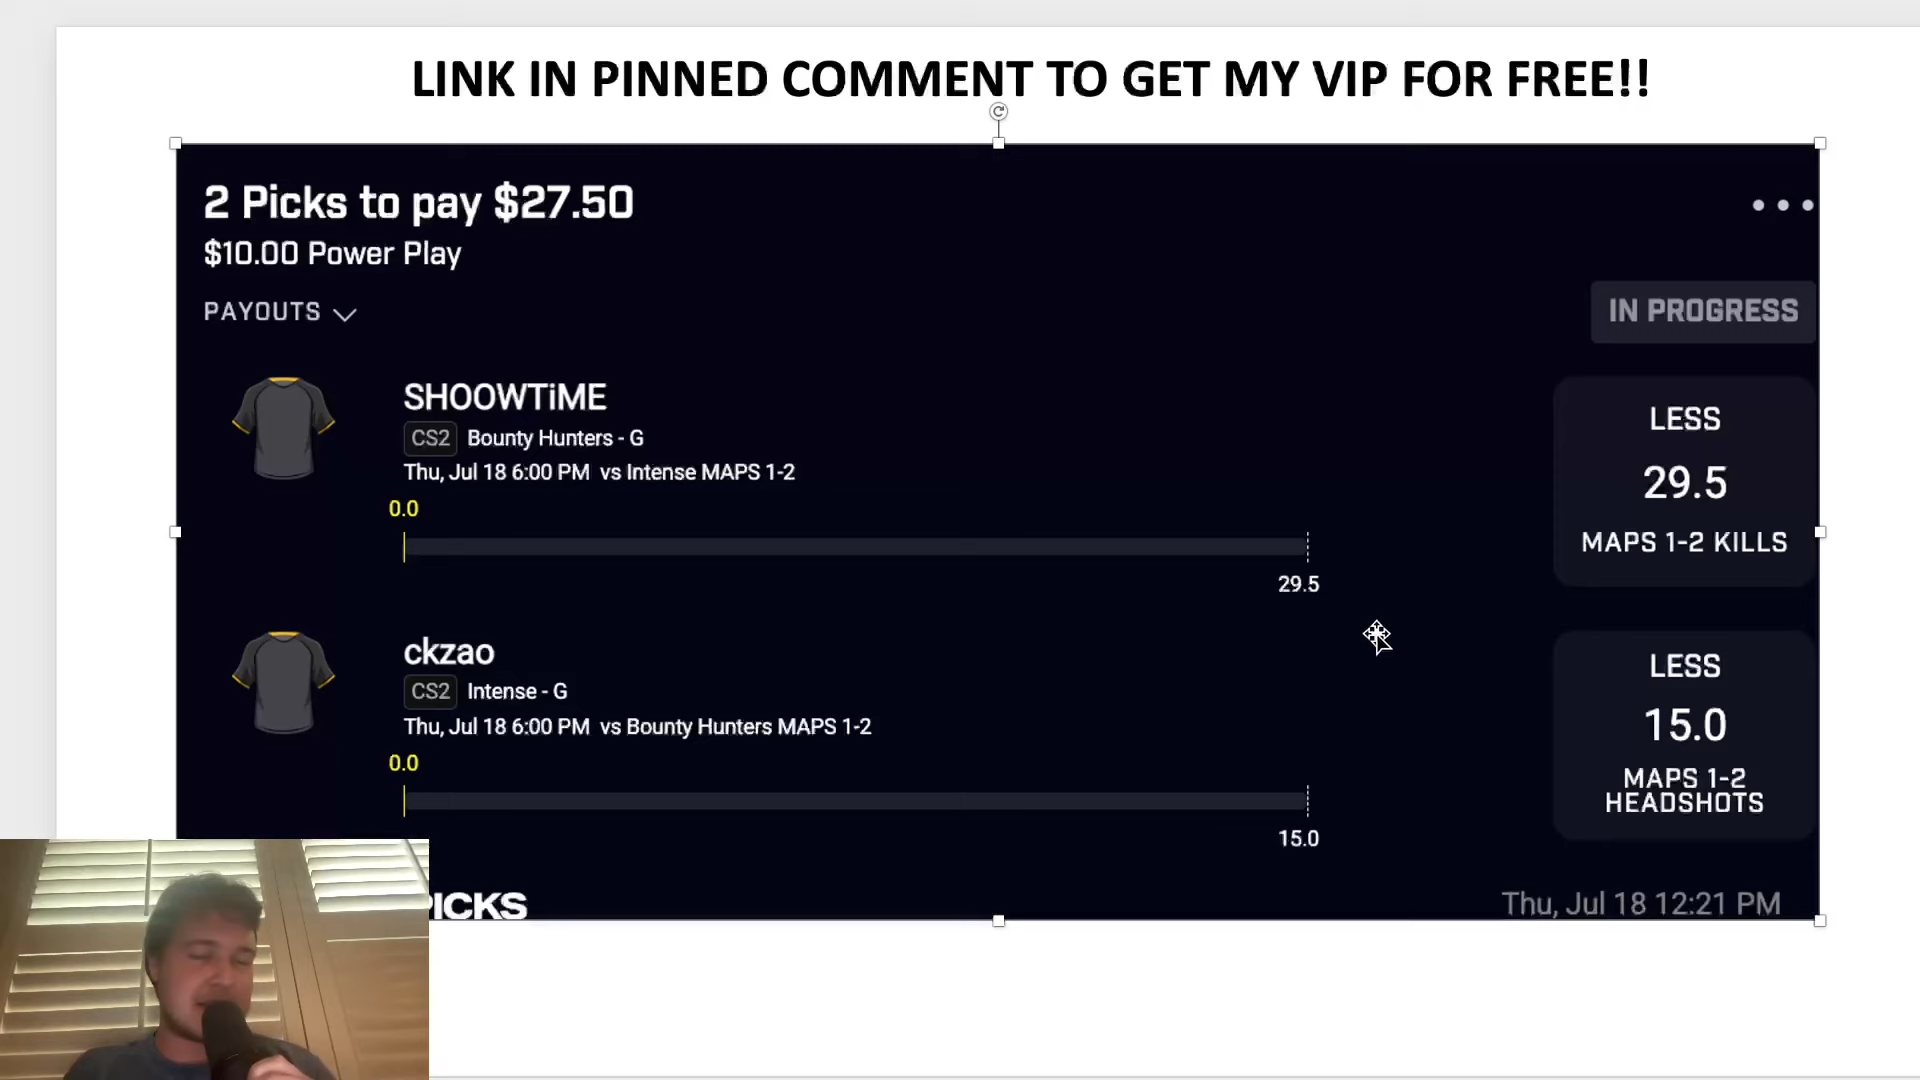 LINK IN PINNED COMMENT TO GET MY VIP FOR FREE!!
2 Picks to pay $27.50
$10.00 Power Play
PAYOUTS
IN PROGRESS
SHOOWTiME
CS2 Bounty Hunters - G
Thu, Jul 18 6:00 PM vs Intense MAPS 1-2
0.0
29.5
LESS
29.5
MAPS 1-2 KILLS
ckzao
CS2 Intense - G
Thu, Jul 18 6:00 PM vs Bounty Hunters MAPS 1-2
0.0
15.0
LESS
15.0
MAPS 1-2
HEADSHOTS
PICKS
Thu, Jul 18 12:21 PM